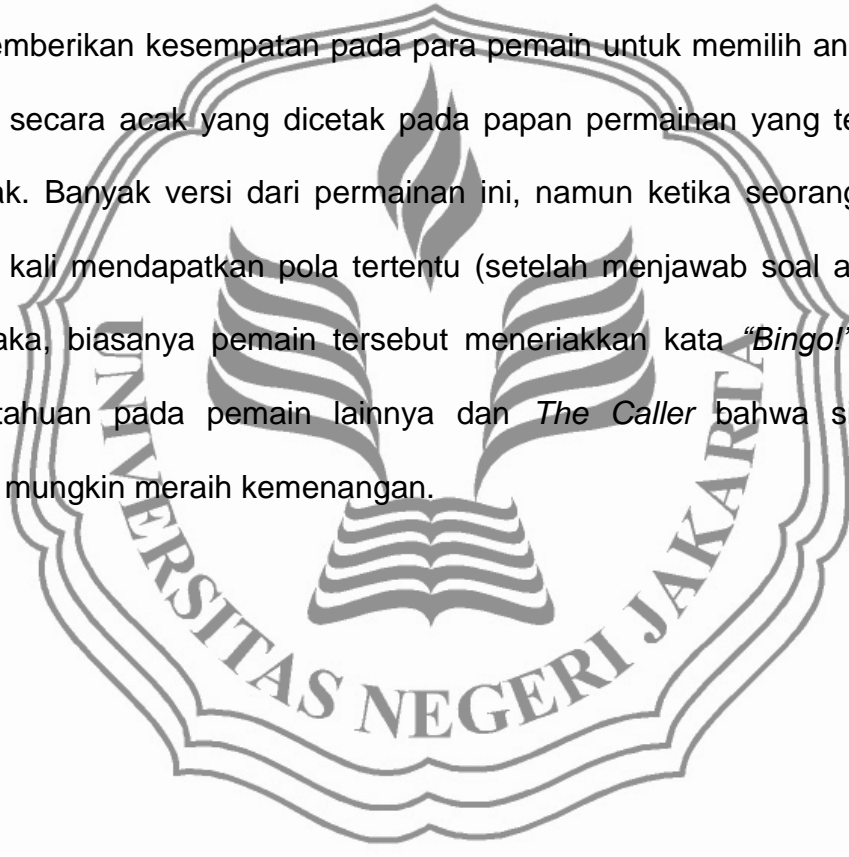 emberikan kesempatan pada para pemain untuk memilih an
secara acak yang dicetak pada papan permainan yang te
ak. Banyak versi dari permainan ini, namun ketika seorang
kali mendapatkan pola tertentu (setelah menjawab soal a
aka, biasanya pemain tersebut meneriakkan kata “Bingo!”
tahuan pada pemain lainnya dan The Caller bahwa si
mungkin meraih kemenangan.
UNIVERSITAS NEGERI JAKARTA